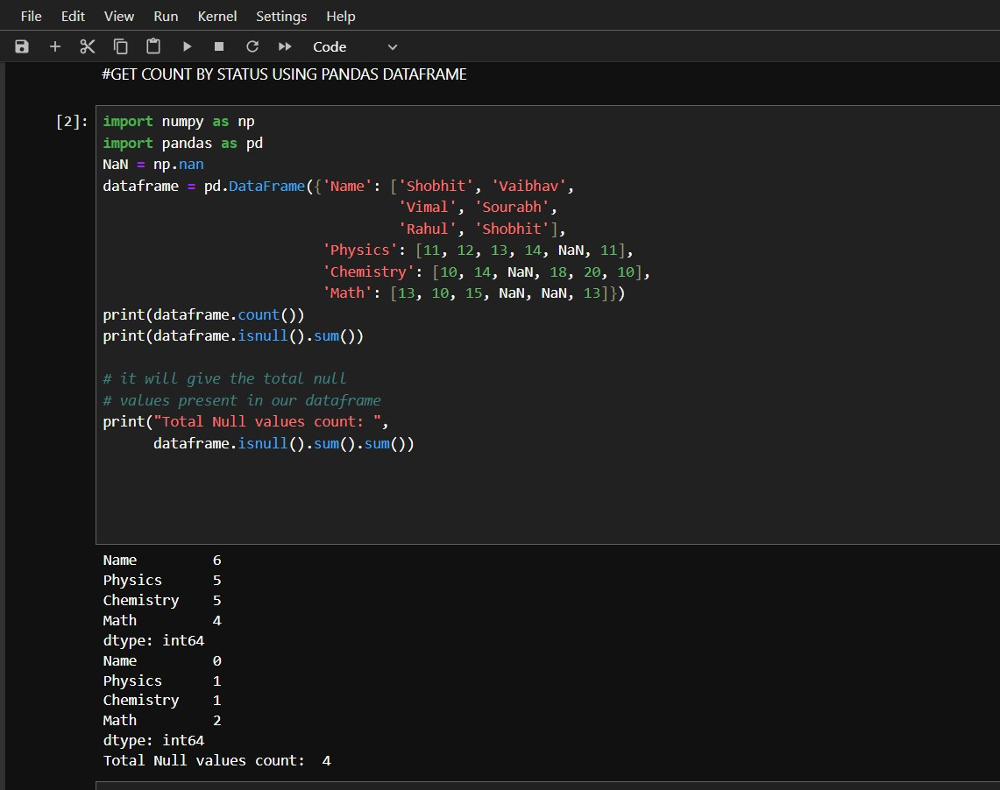 File Edit View Run Kernel Settings Help
Code
#GET COUNT BY STATUS USING PANDAS DATAFRAME
[2]: import numpy as np
import pandas as pd
NaN = np.nan
dataframe = pd.DataFrame({'Name': ['Shobhit', 'Vaibhav',
'Vimal', 'Sourabh',
'Rahul', 'Shobhit'],
'Physics': [11, 12, 13, 14, NaN, 11],
'Chemistry': [10, 14, NaN, 18, 20, 10],
'Math': [13, 10, 15, NaN, NaN, 13]})
print(dataframe.count())
print(dataframe.isnull().sum())
# it will give the total null
# values present in our dataframe
print("Total Null values count: ",
dataframe.isnull().sum().sum())
Name 6
Physics 5
Chemistry 5
Math 4
dtype: int64
Name 0
Physics 1
Chemistry 1
Math 2
dtype: int64
Total Null values count: 4